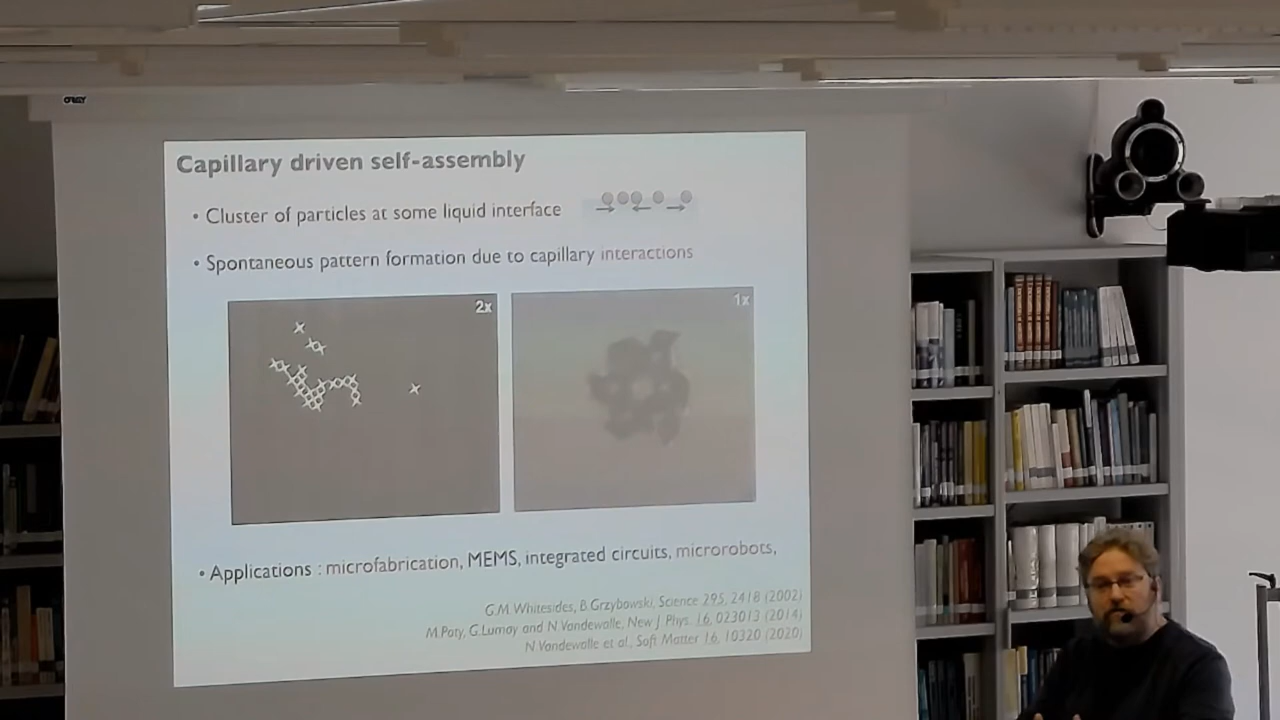 Capillary driven self-assembly
• Cluster of particles at some liquid interface
• Spontaneous pattern formation due to capillary interactions
2x
1x
• Applications : microfabrication, MEMS, integrated circuits, microrobots,
G.M. Whitesides, B. Grzybowski, Science 295, 2418 (2002)
M.Poty, G.Lumay and N Vandewalle, New J Phys. 16, 023013 (2014)
N Vandewalle et al., Soft Matter 16, 10320 (2020)